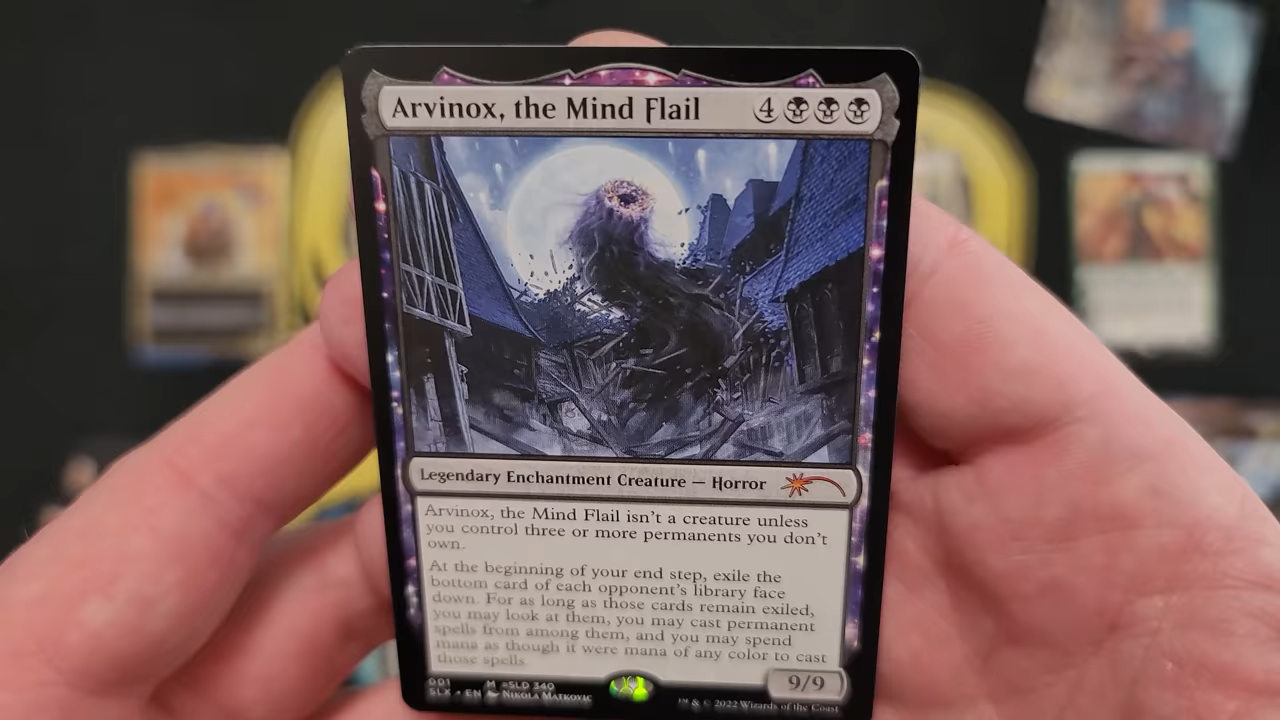 Arvinox, the Mind Flail 4
Legendary Enchantment Creature — Horror
Arvinox, the Mind Flail isn't a creature unless
you control three or more permanents you don't
own.
At the beginning of your end step, exile the
bottom card of each opponent's library face
down. For as long as those cards remain exiled,
you may look at them, you may cast permanent
spells from among them, and you may spend
mana as though it were mana of any color to cast
those spells.
9/9
001 M ≡SLD 340
SLX • EN Nikola Matkovic
™ & © 2022 Wizards of the Coast